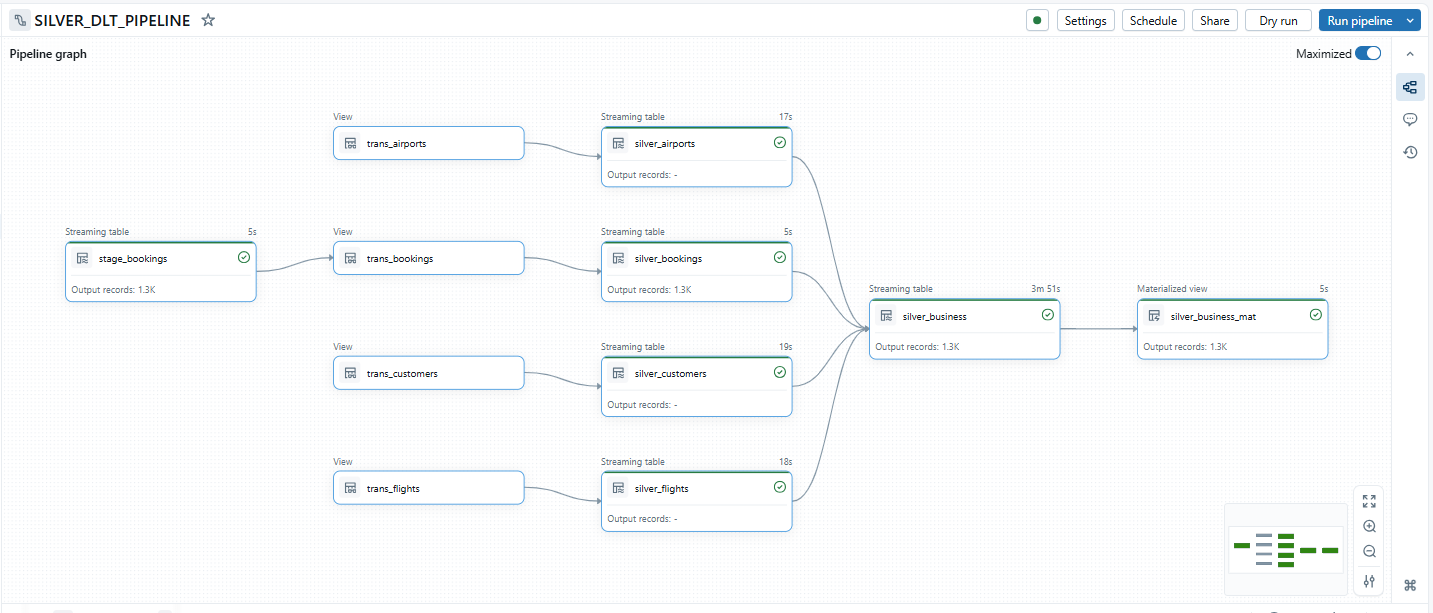 SILVER_DLT_PIPELINE
Settings
Schedule
Share
Dry run
Run pipeline
Pipeline graph
Maximized
View
trans_airports
Streaming table 17s
silver_airports
Output records: -
Streaming table 5s
stage_bookings
Output records: 1.3K
View
trans_bookings
Streaming table 5s
silver_bookings
Output records: 1.3K
Streaming table 3m 51s
silver_business
Output records: 1.3K
Materialized view 5s
silver_business_mat
Output records: 1.3K
View
trans_customers
Streaming table 19s
silver_customers
Output records: -
View
trans_flights
Streaming table 18s
silver_flights
Output records: -